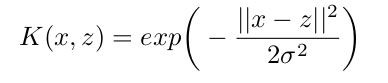 K(x, z) = exp( − ||x − z||² / 2σ² )